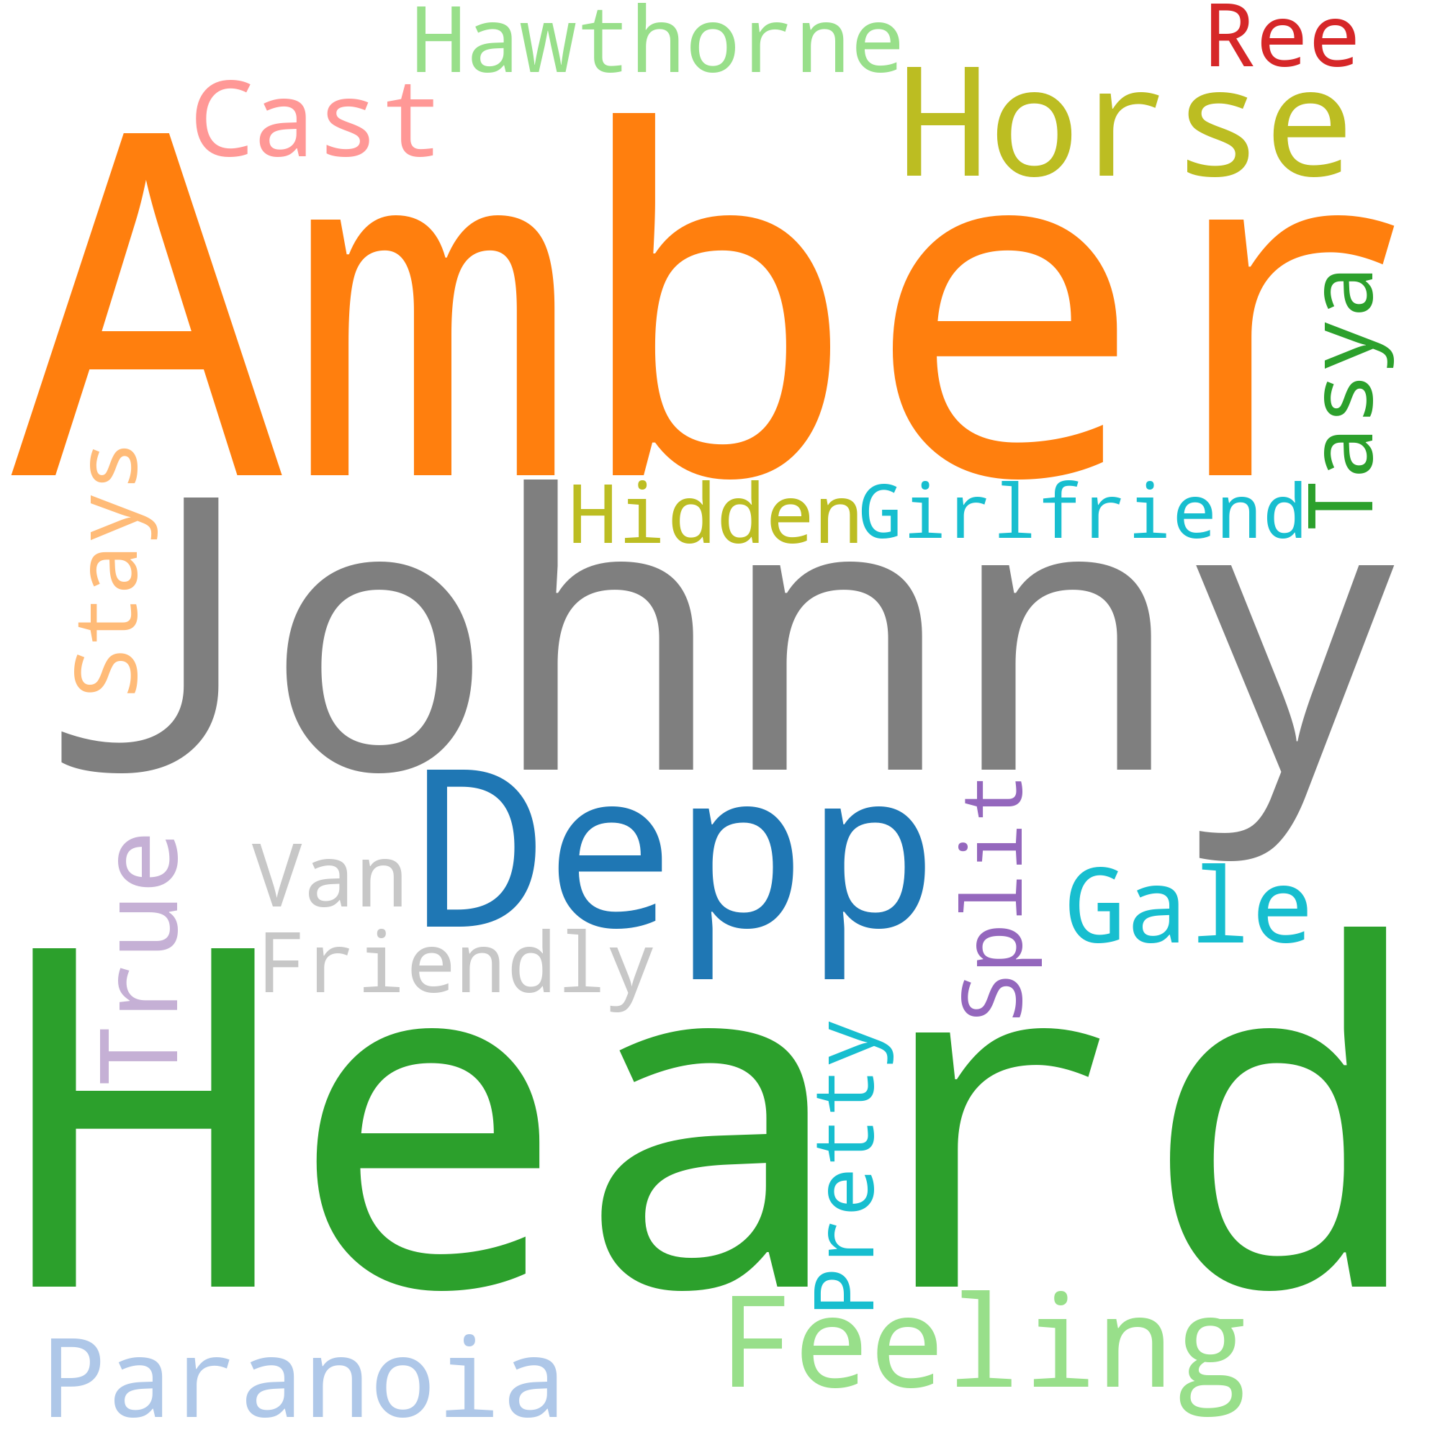 Hawthorne
Ree
Cast
Horse
Amber
Tasya
Stays
Hidden
Girlfriend
Johnny
Depp
Split
True
Van
Gale
Friendly
Heard
Pretty
Feeling
Paranoia